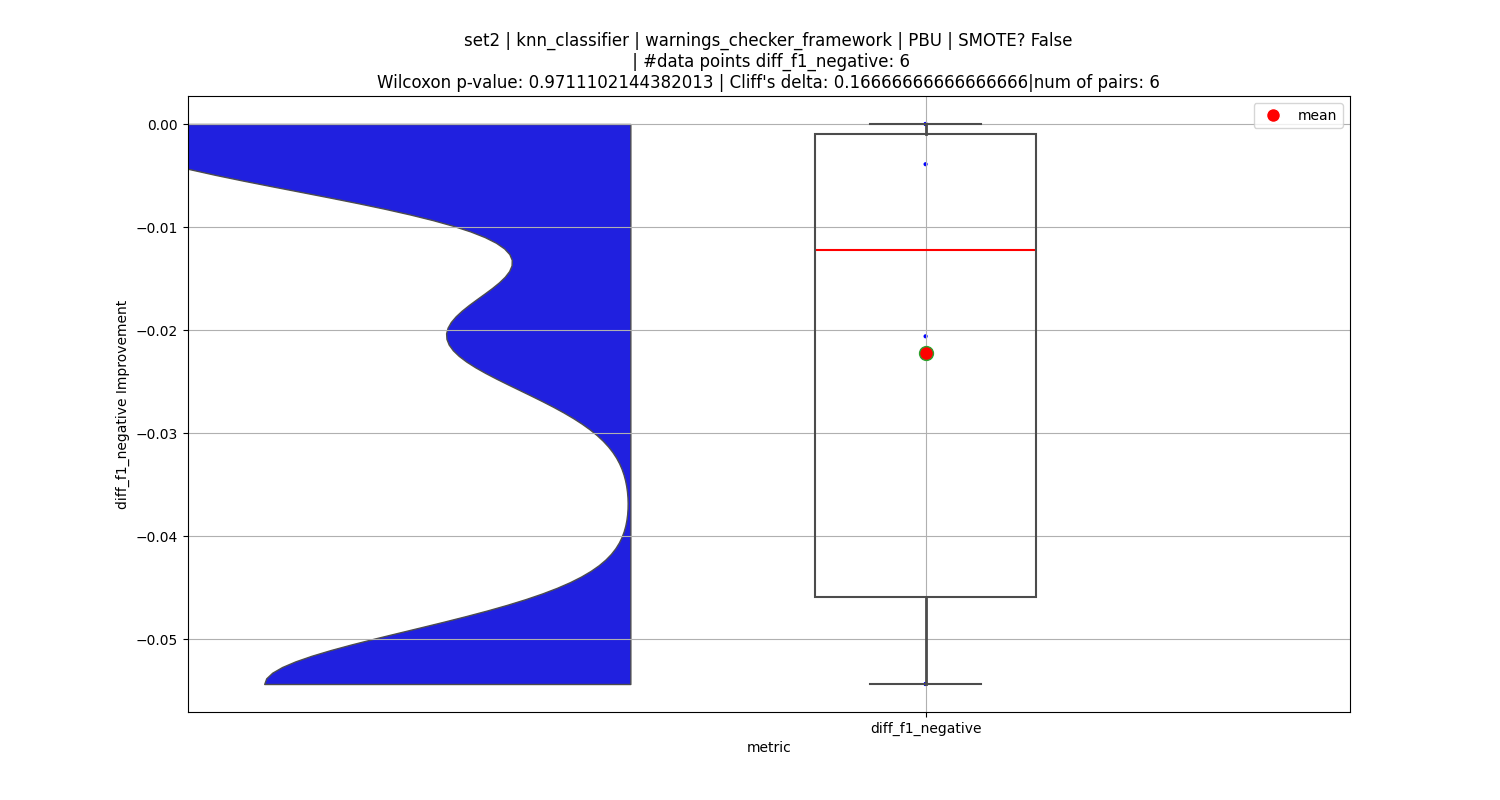 set2 | knn_classifier | warnings_checker_framework | PBU | SMOTE? False
| #data points diff_f1_negative: 6
Wilcoxon p-value: 0.9711102144382013 | Cliff's delta: 0.16666666666666666|num of pairs: 6
mean
0.00
−0.01
−0.02
−0.03
−0.04
−0.05
diff_f1_negative Improvement
diff_f1_negative
metric